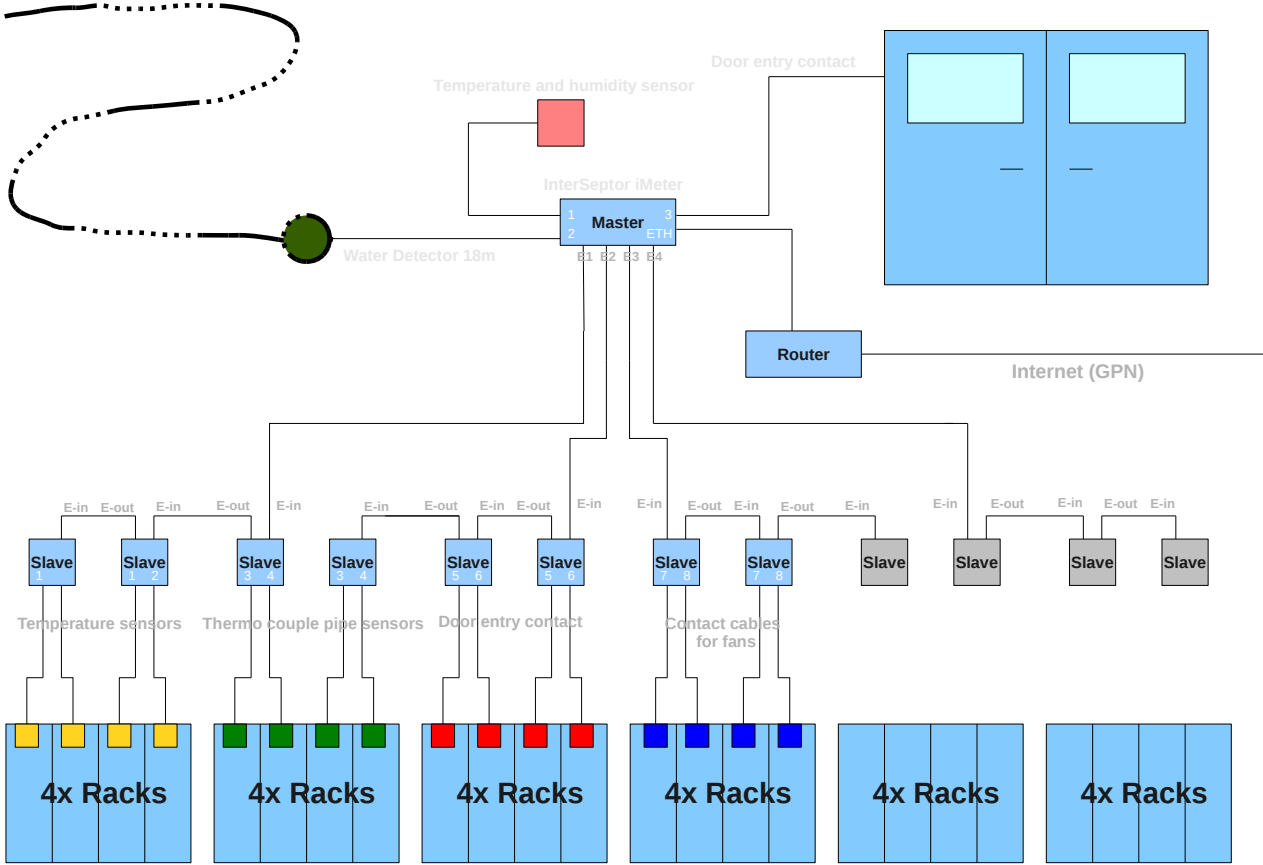 Door entry contact
Temperature and humidity sensor
InterSeptor iMeter
1 Master 3
2 ETH
Water Detector 18m
E1 E2 E3 E4
Router
Internet (GPN)
E-in E-out E-in E-out E-in E-in E-out E-in E-out E-in E-in E-out E-in E-out E-in E-in E-out E-in E-out E-in
Slave Slave Slave Slave Slave Slave Slave Slave Slave Slave Slave Slave
1 1 2 3 4 3 4 5 6 5 6 7 8 7 8
Temperature sensors Thermo couple pipe sensors Door entry contact Contact cables
for fans
4x Racks 4x Racks 4x Racks 4x Racks 4x Racks 4x Racks